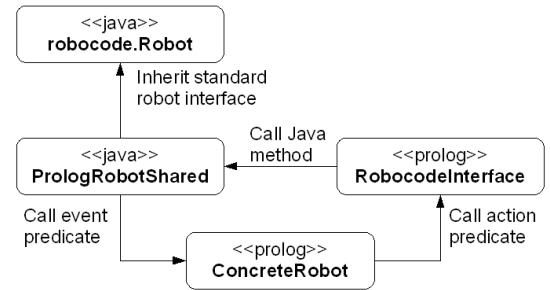 <<java>>
robocode.Robot
Inherit standard
robot interface
Call Java
method
<<java>>
PrologRobotShared
<<prolog>>
RobocodeInterface
Call event
predicate
Call action
predicate
<<prolog>>
ConcreteRobot